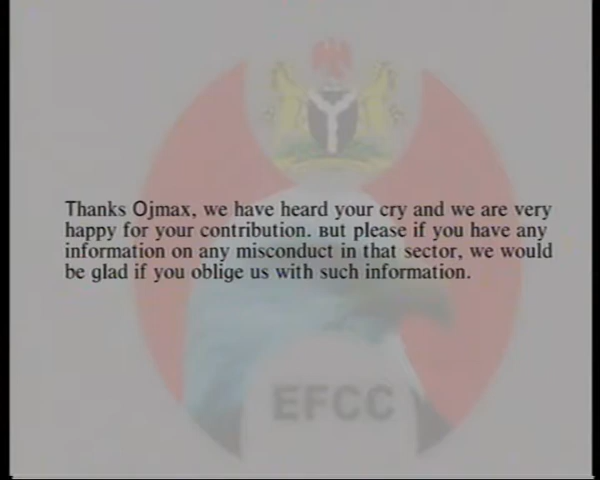 Thanks Ojmax, we have heard your cry and we are very
happy for your contribution. But please if you have any
information on any misconduct in that sector, we would
be glad if you oblige us with such information.
EFCC